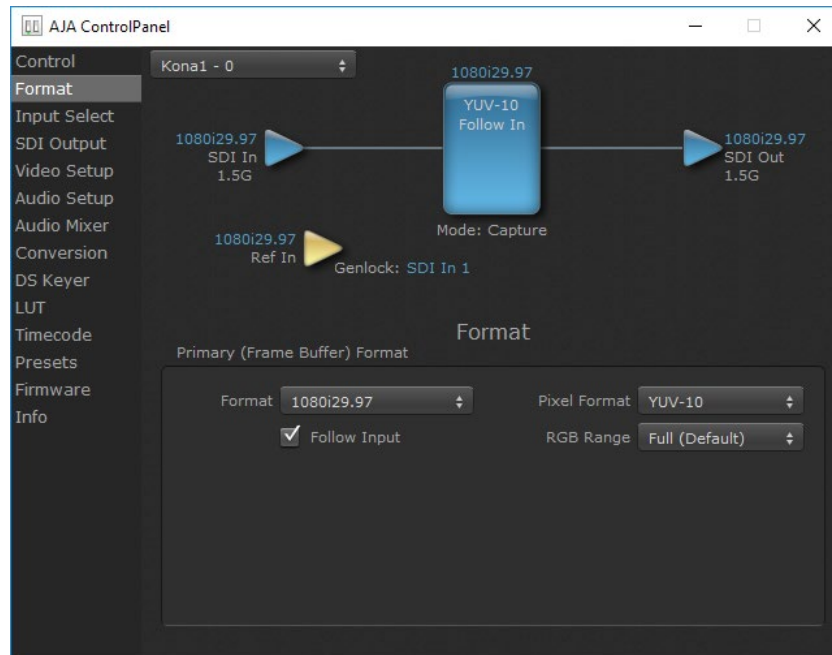 AJA ControlPanel
Control
Format
Input Select
SDI Output
Video Setup
Audio Setup
Audio Mixer
Conversion
DS Keyer
LUT
Timecode
Presets
Firmware
Info
Kona1 - 0
1080i29.97
YUV-10
Follow In
1080i29.97
SDI In
1.5G
1080i29.97
SDI Out
1.5G
Mode: Capture
1080i29.97
Ref In
Genlock: SDI In 1
Format
Primary (Frame Buffer) Format
Format 1080i29.97
Follow Input
Pixel Format YUV-10
RGB Range Full (Default)